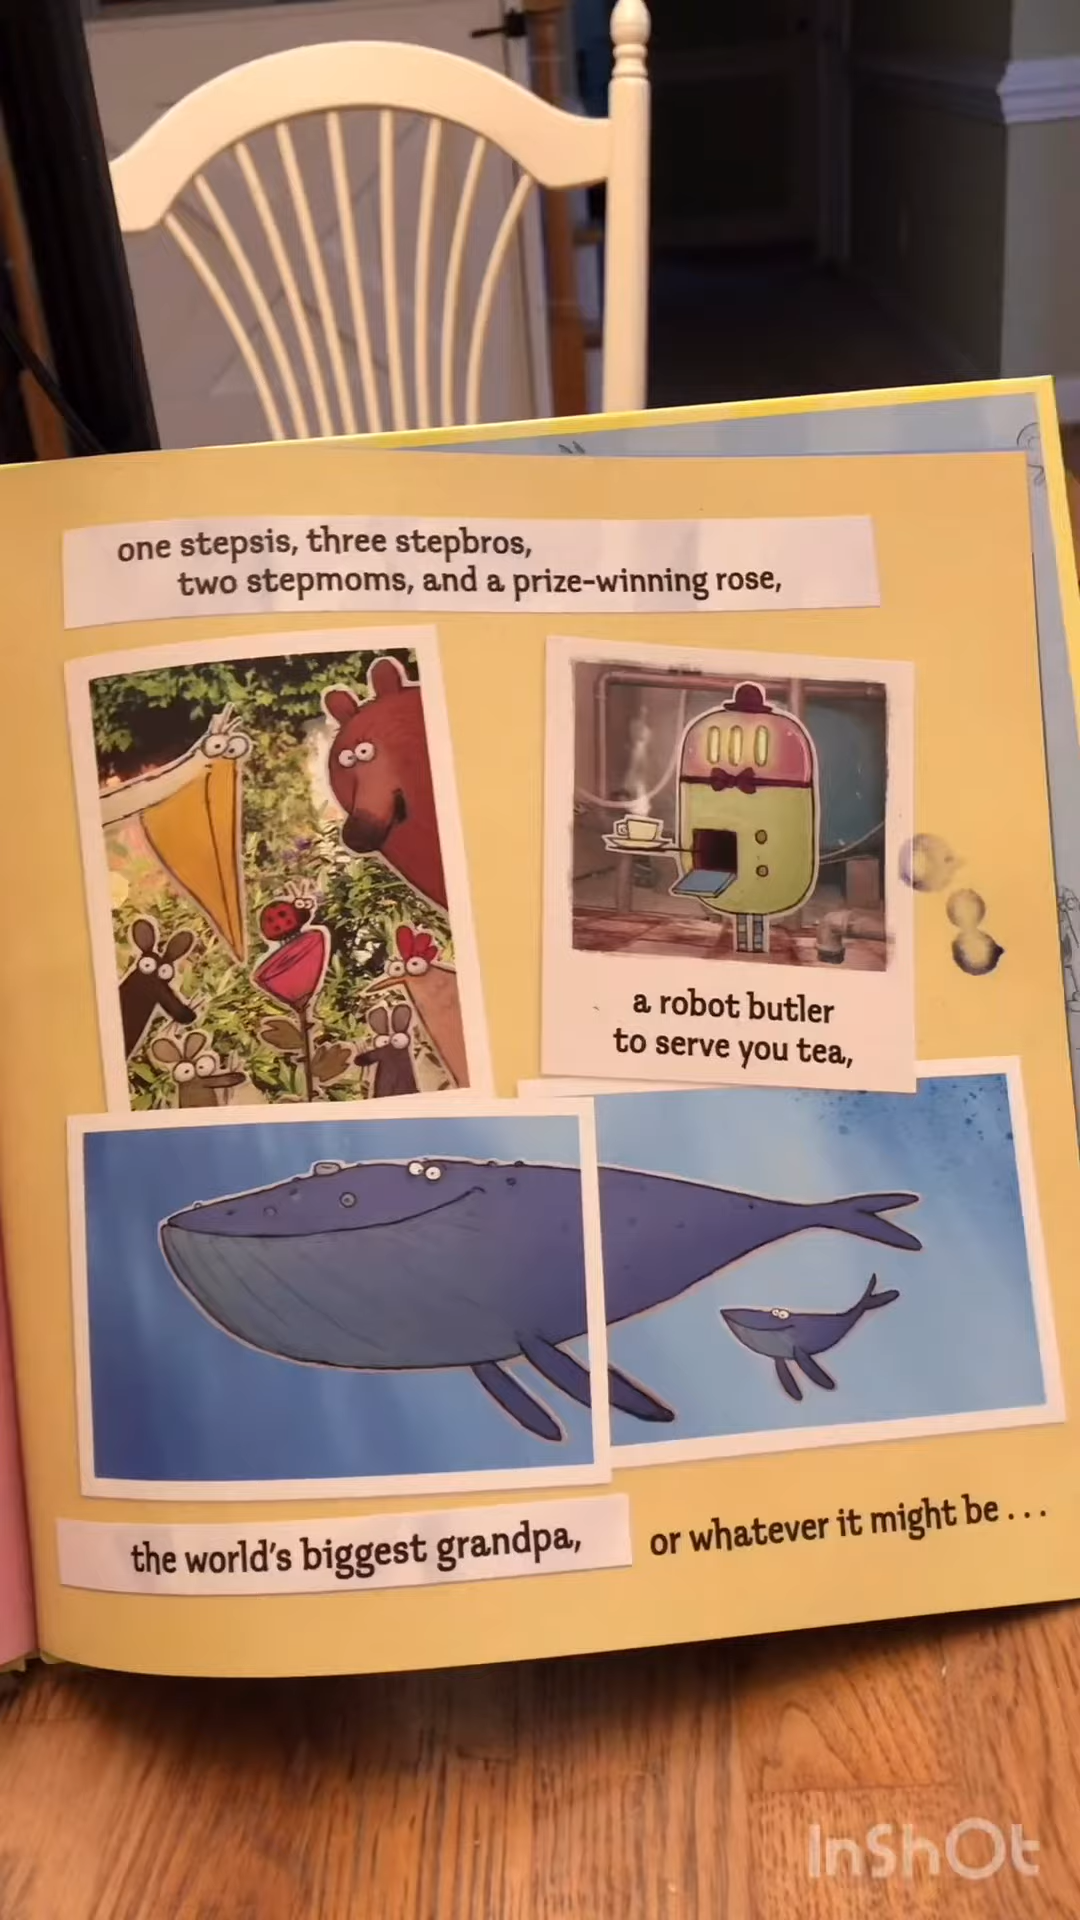 one stepsis, three stepbros,
two stepmoms, and a prize-winning rose,
a robot butler
to serve you tea,
the world's biggest grandpa,
or whatever it might be . . .
InShOt